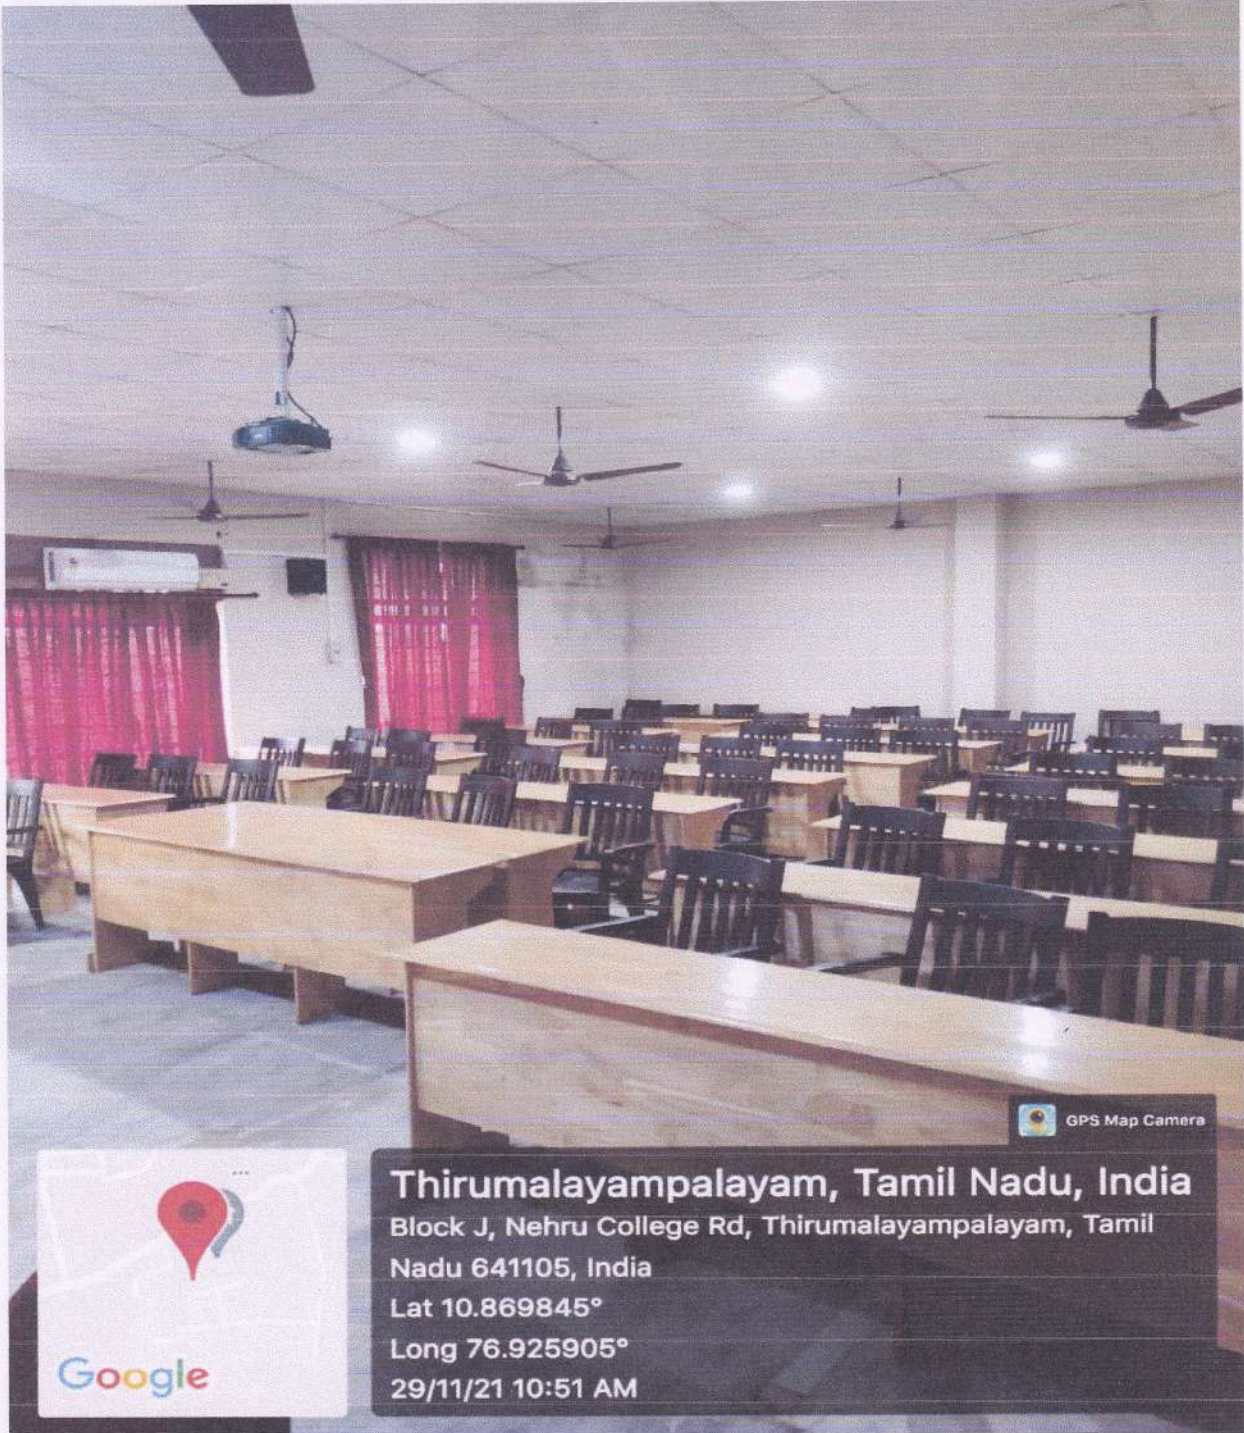 GPS Map Camera
Thirumalayampalayam, Tamil Nadu, India
Block J, Nehru College Rd, Thirumalayampalayam, Tamil
Nadu 641105, India
Lat 10.869845°
Long 76.925905°
29/11/21 10:51 AM
Google